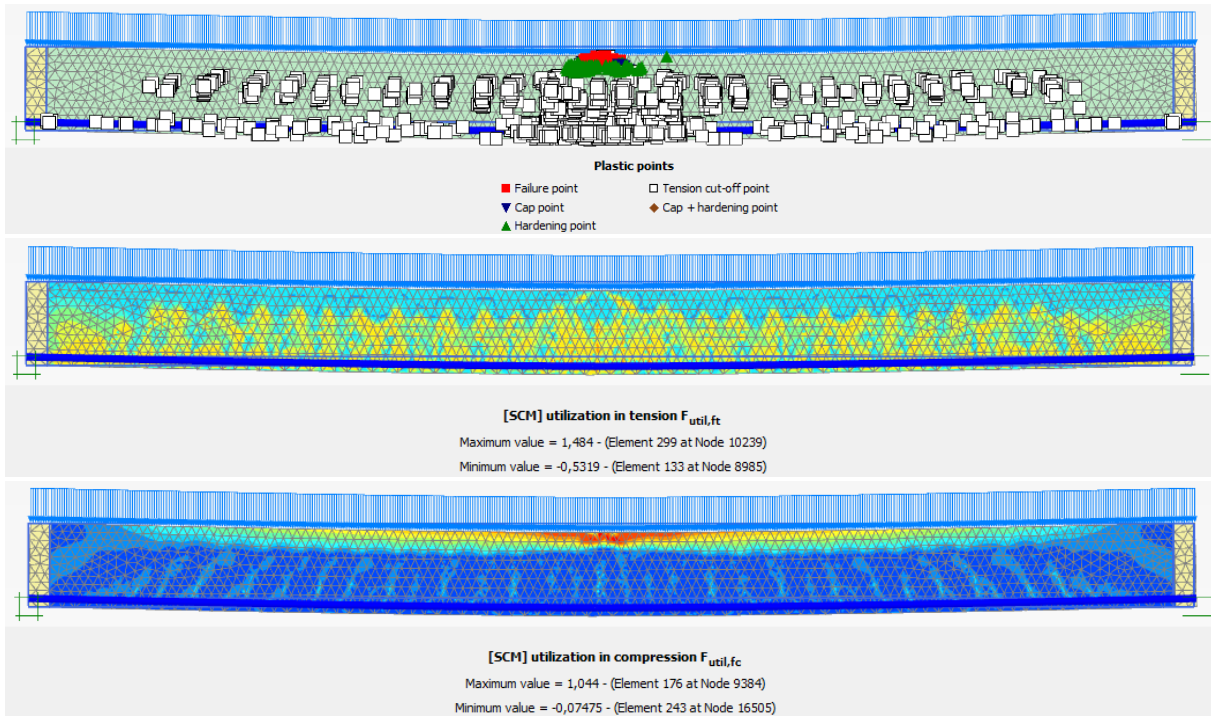 Plastic points
Failure point
Tension cut-off point
Cap point
Cap + hardening point
Hardening point
[SCM] utilization in tension Futil,ft
Maximum value = 1,484 - (Element 299 at Node 10239)
Minimum value = -0,5319 - (Element 133 at Node 8985)
[SCM] utilization in compression Futil,fc
Maximum value = 1,044 - (Element 176 at Node 9384)
Minimum value = -0,07475 - (Element 243 at Node 16505)